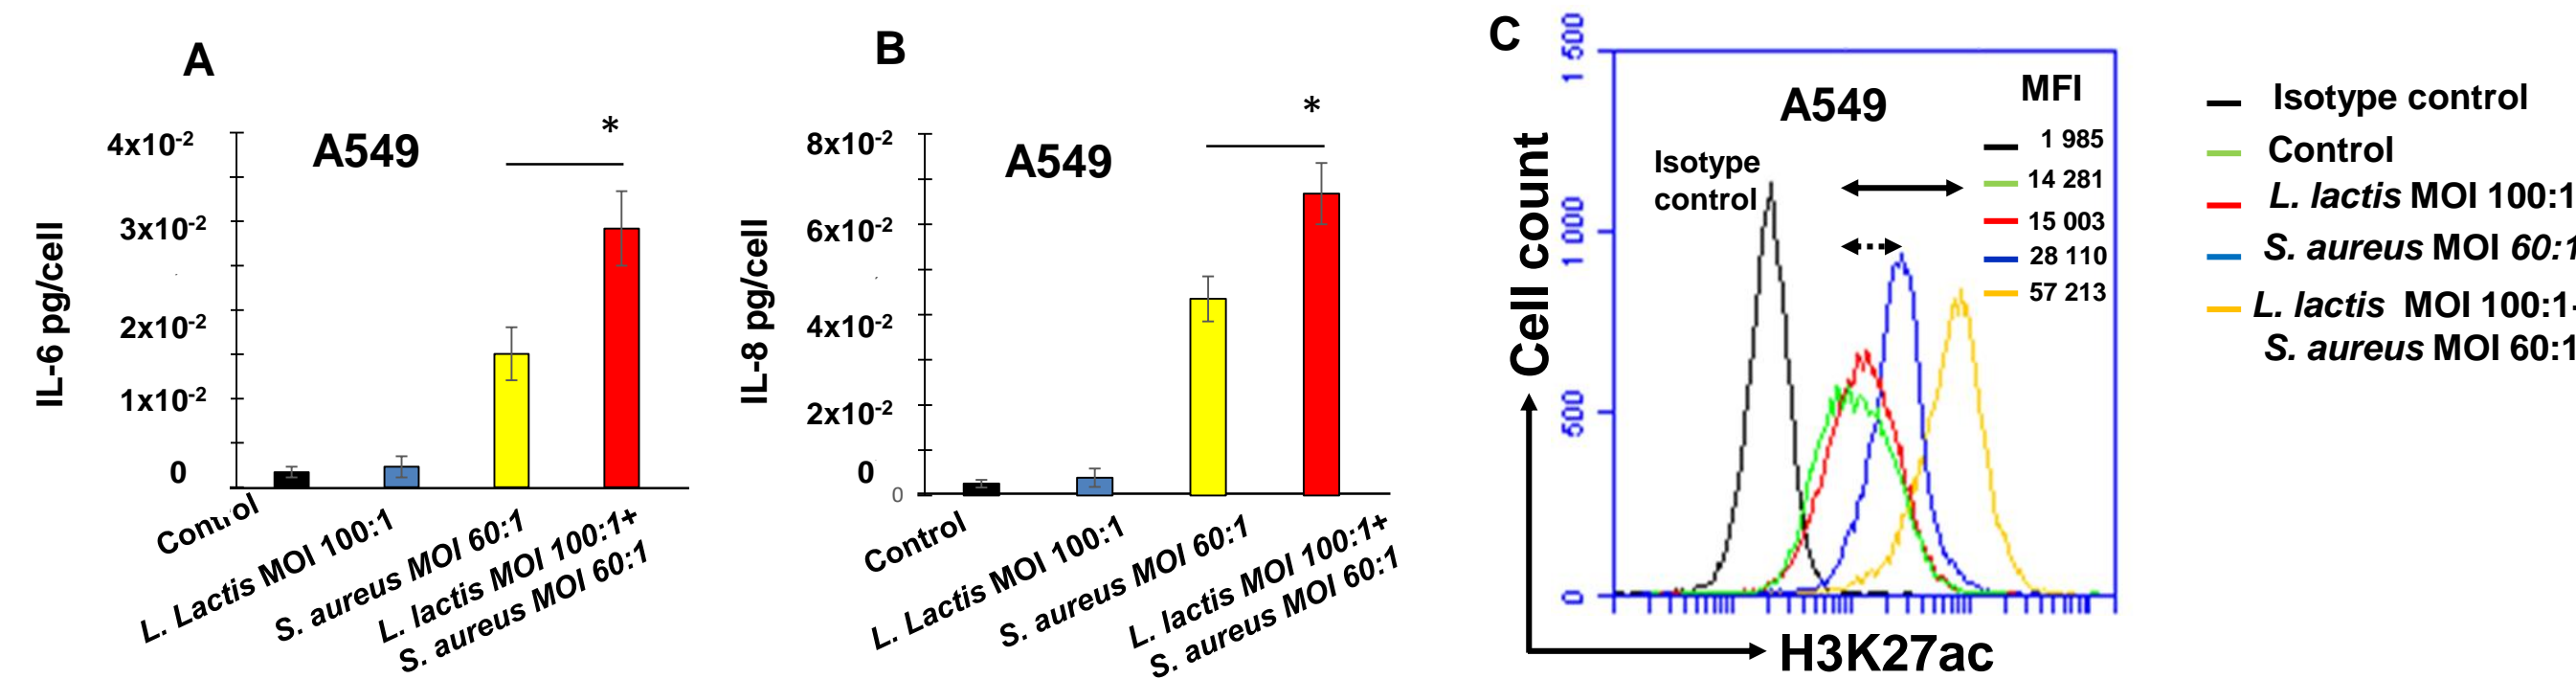 A
4x10-2
A549
*
3x10-2
2x10-2
1x10-2
0
IL-6 pg/cell
Control
L. Lactis MOI 100:1
S. aureus MOI 60:1
L. lactis MOI 100:1+
S. aureus MOI 60:1
B
8x10-2
A549
*
6x10-2
4x10-2
2x10-2
0
0
IL-8 pg/cell
Control
L. Lactis MOI 100:1
S. aureus MOI 60:1
L. lactis MOI 100:1+
S. aureus MOI 60:1
C
1 500
1 000
500
0
Cell count
A549
Isotype
control
MFI
1 985
14 281
15 003
28 110
57 213
H3K27ac
Isotype control
Control
L. lactis MOI 100:1
S. aureus MOI 60:1
L. lactis MOI 100:1
S. aureus MOI 60:1